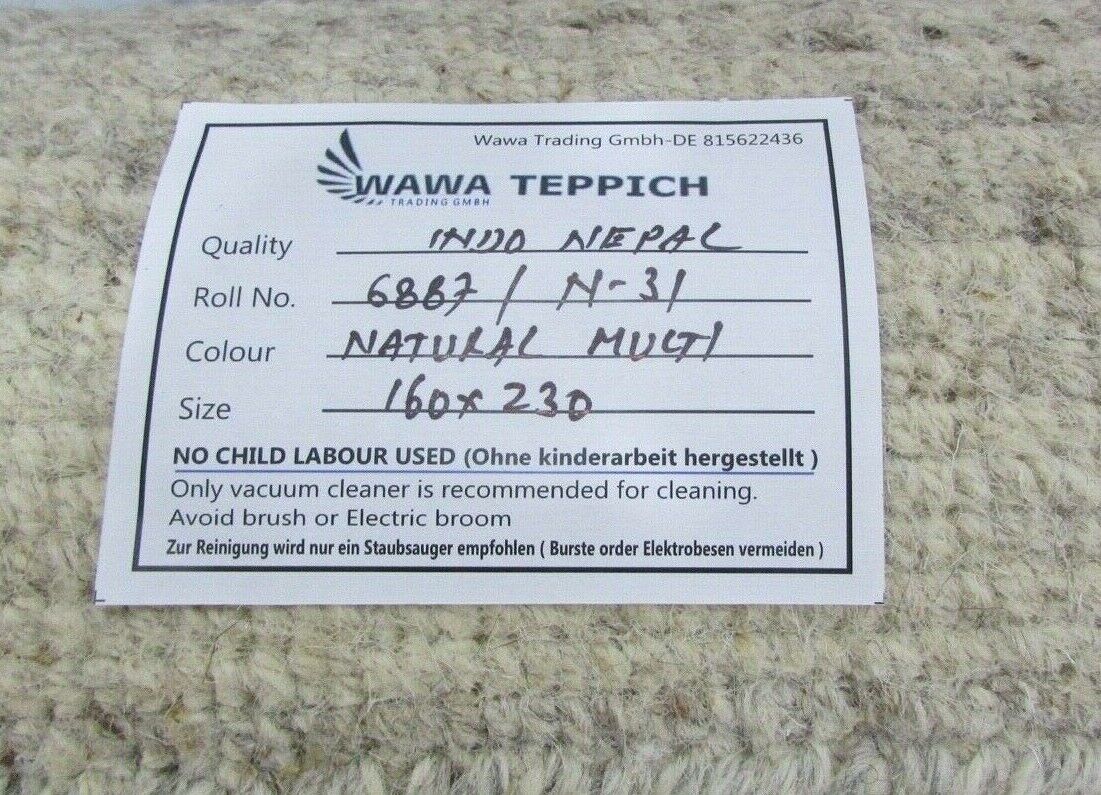 Wawa Trading Gmbh-DE 815622436
WAWA TEPPICH
TRADING GMBH
Quality INDO NEPAL
Roll No. 6887 / N-31
Colour NATURAL MULTI
Size 160x230
NO CHILD LABOUR USED (Ohne kinderarbeit hergestellt )
Only vacuum cleaner is recommended for cleaning.
Avoid brush or Electric broom
Zur Reinigung wird nur ein Staubsauger empfohlen ( Burste order Elektrobesen vermeiden )